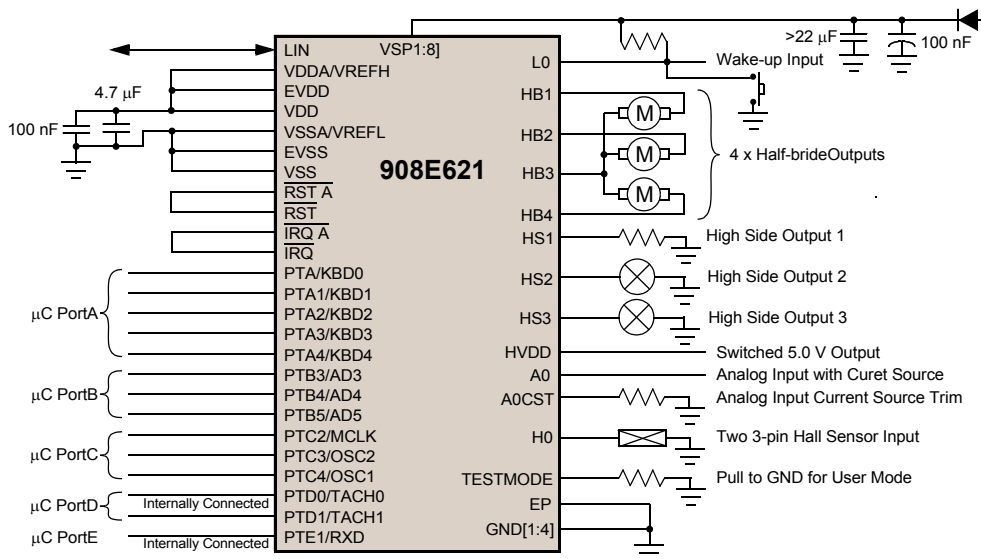 VSP1:8]
>22 μF
100 nF
LIN
L0
Wake-up Input
VDDA/VREFH
EVDD
VDD
4.7 μF
100 nF
VSSA/VREFL
EVSS
VSS
908E621
RST A
RST
IRQ A
IRQ
HB1
HB2
HB3
HB4
M
M
M
4 x Half-brideOutputs
HS1
High Side Output 1
HS2
High Side Output 2
HS3
High Side Output 3
HVDD
Switched 5.0 V Output
A0
Analog Input with Curet Source
A0CST
Analog Input Current Source Trim
H0
Two 3-pin Hall Sensor Input
TESTMODE
Pull to GND for User Mode
EP
GND[1:4]
μC PortA
PTA/KBD0
PTA1/KBD1
PTA2/KBD2
PTA3/KBD3
PTA4/KBD4
μC PortB
PTB3/AD3
PTB4/AD4
PTB5/AD5
μC PortC
PTC2/MCLK
PTC3/OSC2
PTC4/OSC1
μC PortD
Internally Connected
PTD0/TACH0
PTD1/TACH1
μC PortE
Internally Connected
PTE1/RXD